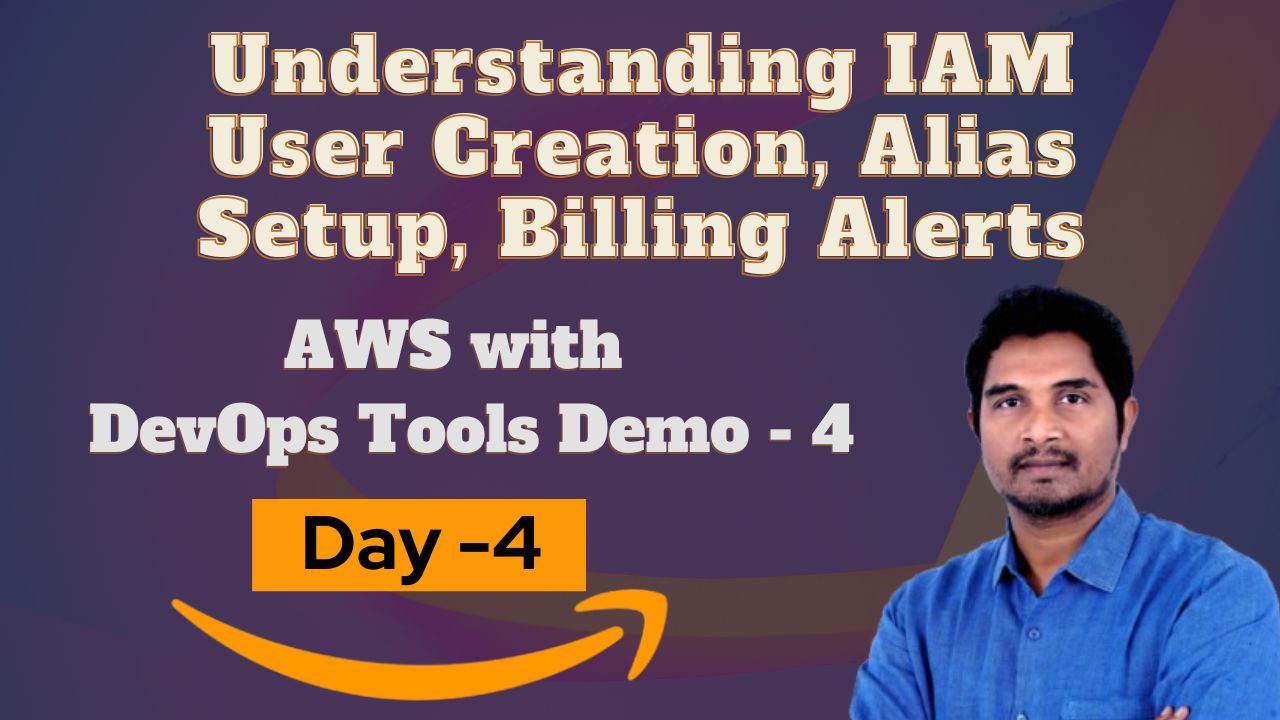 Understanding IAM
User Creation, Alias
Setup, Billing Alerts
AWS with
DevOps Tools Demo - 4
Day -4